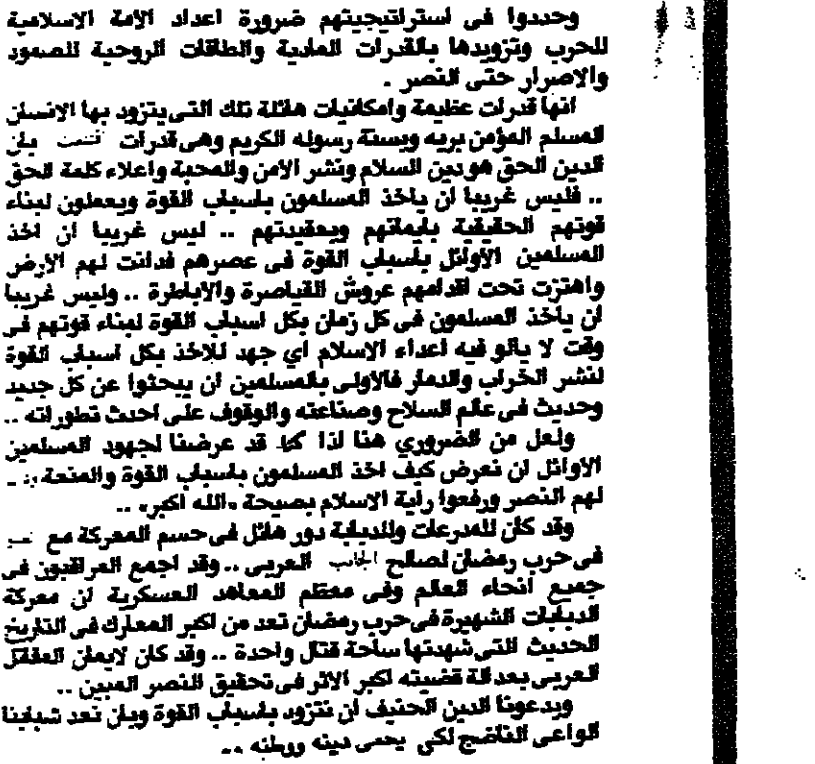 وحددوا فى استراتيجيتهم ضرورة اعداد الامة الاسلامية
للحرب وتزويدها بالقدرات المادية والطاقات الروحية للصمود
والاصرار حتى النصر .
انها قدرات عظيمة وامكانيات هائلة تلك التى يتزود بها الانسان
المسلم المؤمن بربه وبسنة رسوله الكريم وهى قدرات بان
الدين الحق هو دين السلام ونشر الامن والمحبة واعلاء كلمة الحق
.. فليس غريبا ان ياخذ المسلمون باسباب القوة ويعملون لبناء
قوتهم الحقيقية بايمانهم وبعقيدتهم .. ليس غريبا ان اخذ
المسلمين الاوائل باسباب القوة فى عصرهم فدانت لهم الارض
واهتزت تحت اقدامهم عروش القياصرة والاباطرة .. وليس غريبا
ان ياخذ المسلمون فى كل زمان بكل اسباب القوة لبناء قوتهم فى
وقت لا يالو فيه اعداء الاسلام اي جهد للاخذ بكل اسباب القوة
لنشر الخراب والدمار فالاولى بالمسلمين ان يبحثوا عن كل جديد
وحديث فى عالم السلاح وصناعته والوقوف على احدث تطوراته ..
ولعل من الضروري هنا اذا كنا قد عرضنا لجهود المسلمين
الاوائل ان نعرض كيف اخذ المسلمون باسباب القوة والمنعة
لهم النصر ورفعوا راية الاسلام بصيحة «الله اكبر» ..
وقد كان للمدرعات وللدبابة دور هائل فى حسم المعركة مع
فى حرب رمضان لصالح الجانب العربى .. وقد اجمع المراقبون فى
جميع انحاء العالم وفى معظم المعاهد العسكرية ان معركة
الدبابات الشهيرة فى حرب رمضان تعد من اكبر المعارك فى التاريخ
الحديث التى شهدتها ساحة قتال واحدة .. وقد كان لايمان المقاتل
العربى بعدالة قضيته اكبر الاثر فى تحقيق النصر المبين ..
ويدعونا الدين الحنيف ان نتزود باسباب القوة وبان نعد شبابنا
الواعى الناضج لكى يحمى دينه ووطنه ..